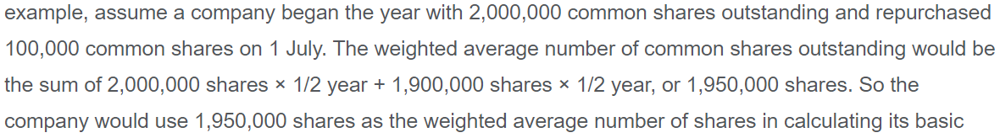 example, assume a company began the year with 2,000,000 common shares outstanding and repurchased
100,000 common shares on 1 July. The weighted average number of common shares outstanding would be
the sum of 2,000,000 shares × 1/2 year + 1,900,000 shares × 1/2 year, or 1,950,000 shares. So the
company would use 1,950,000 shares as the weighted average number of shares in calculating its basic